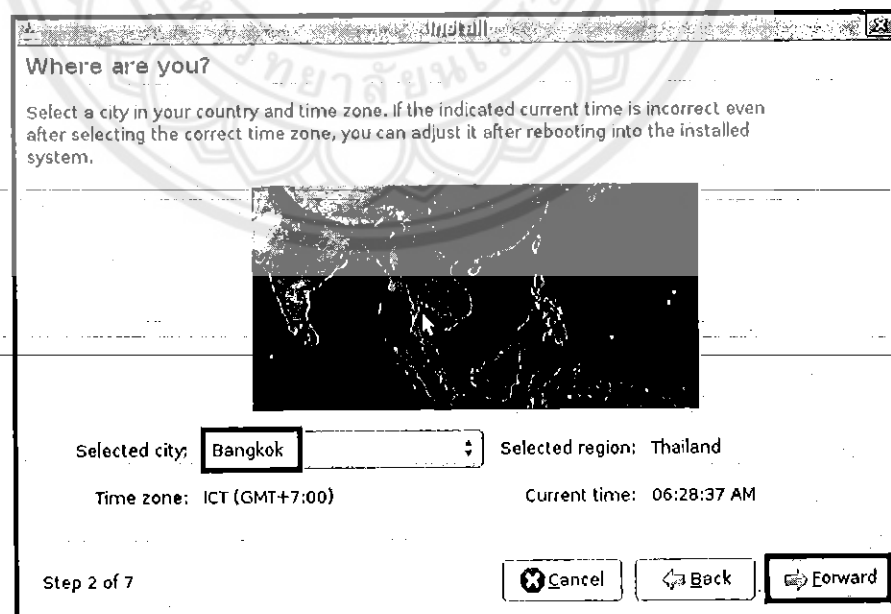 Install
Where are you?
Select a city in your country and time zone. If the indicated current time is incorrect even
after selecting the correct time zone, you can adjust it after rebooting into the installed
system.
Selected city: Bangkok Selected region: Thailand
Time zone: ICT (GMT+7:00) Current time: 06:28:37 AM
Step 2 of 7 Cancel Back Forward